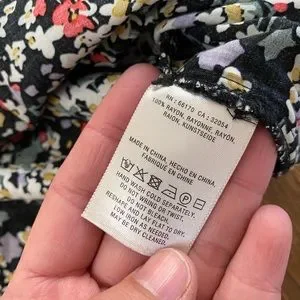 RN: 66170 CA: 32054
100% RAYON, RAYONNE, RAYON,
RAION, KUNSTSEIDE
MADE IN CHINA, HECHO EN CHINA,
FABRIQUÉ EN CHINE
HAND WASH COLD SEPARATELY.
DO NOT WRING OR TWIST.
DO NOT BLEACH.
RESHAPE AND LAY FLAT TO DRY.
LOW IRON AS NEEDED.
MAY BE DRY CLEANED.